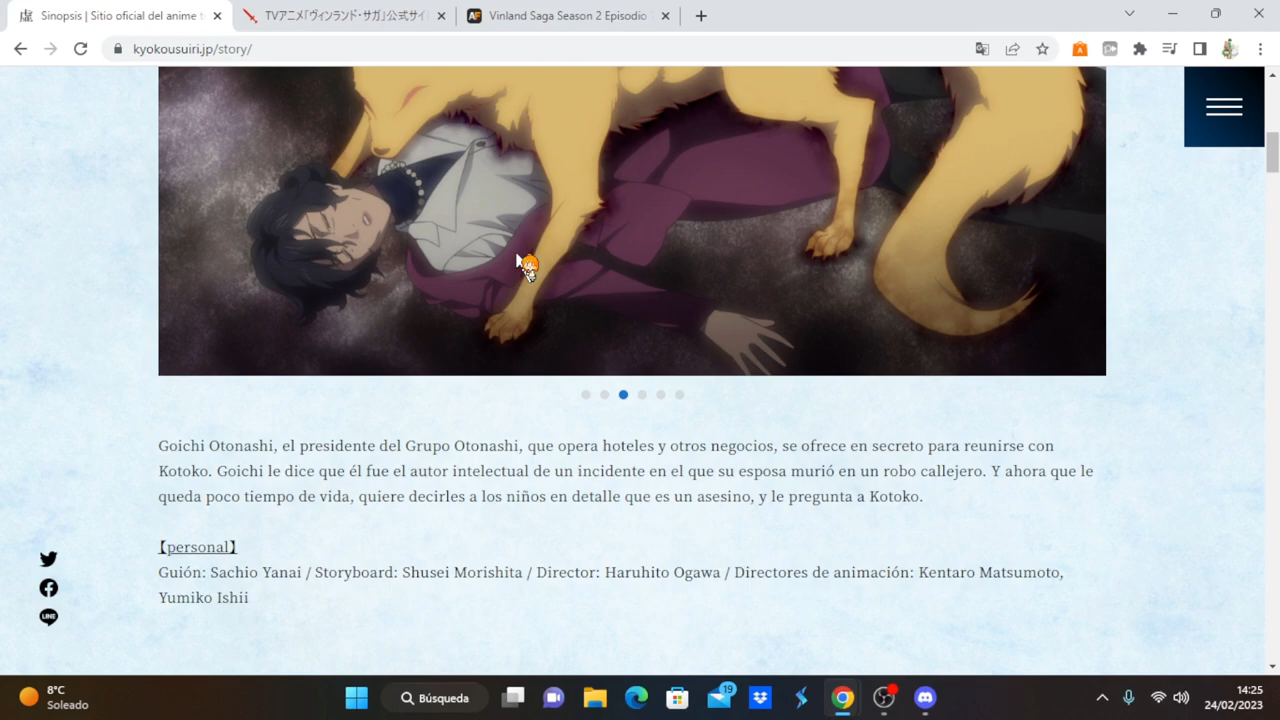 Sinopsis | Sitio oficial del anime t
TVアニメ「ヴィンランド・サガ」公式サイ
Vinland Saga Season 2 Episodio
kyokousuiri.jp/story/
Goichi Otonashi, el presidente del Grupo Otonashi, que opera hoteles y otros negocios, se ofrece en secreto para reunirse con
Kotoko. Goichi le dice que él fue el autor intelectual de un incidente en el que su esposa murió en un robo callejero. Y ahora que le
queda poco tiempo de vida, quiere decirles a los niños en detalle que es un asesino, y le pregunta a Kotoko.
【personal】
Guión: Sachio Yanai / Storyboard: Shusei Morishita / Director: Haruhito Ogawa / Directores de animación: Kentaro Matsumoto,
Yumiko Ishii
LINE
8°C
Soleado
Búsqueda
19
14:25
24/02/2023